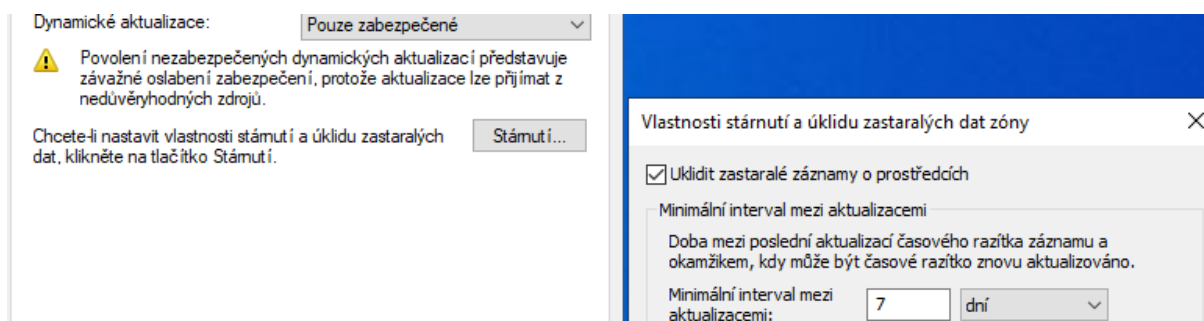 Dynamické aktualizace:
Pouze zabezpečené
Povolení nezabezpečených dynamických aktualizací představuje
závažné oslabení zabezpečení, protože aktualizace lze přijímat z
nedůvěryhodných zdrojů.
Chcete-li nastavit vlastnosti stárnutí a úklidu zastaralých
dat, klikněte na tlačítko Stárnutí.
Stárnutí...
Vlastnosti stárnutí a úklidu zastaralých dat zóny
Uklidit zastaralé záznamy o prostředcích
Minimální interval mezi aktualizacemi
Doba mezi poslední aktualizací časového razítka záznamu a
okamžikem, kdy může být časové razítko znovu aktualizováno.
Minimální interval mezi
aktualizacemi:
7
dní